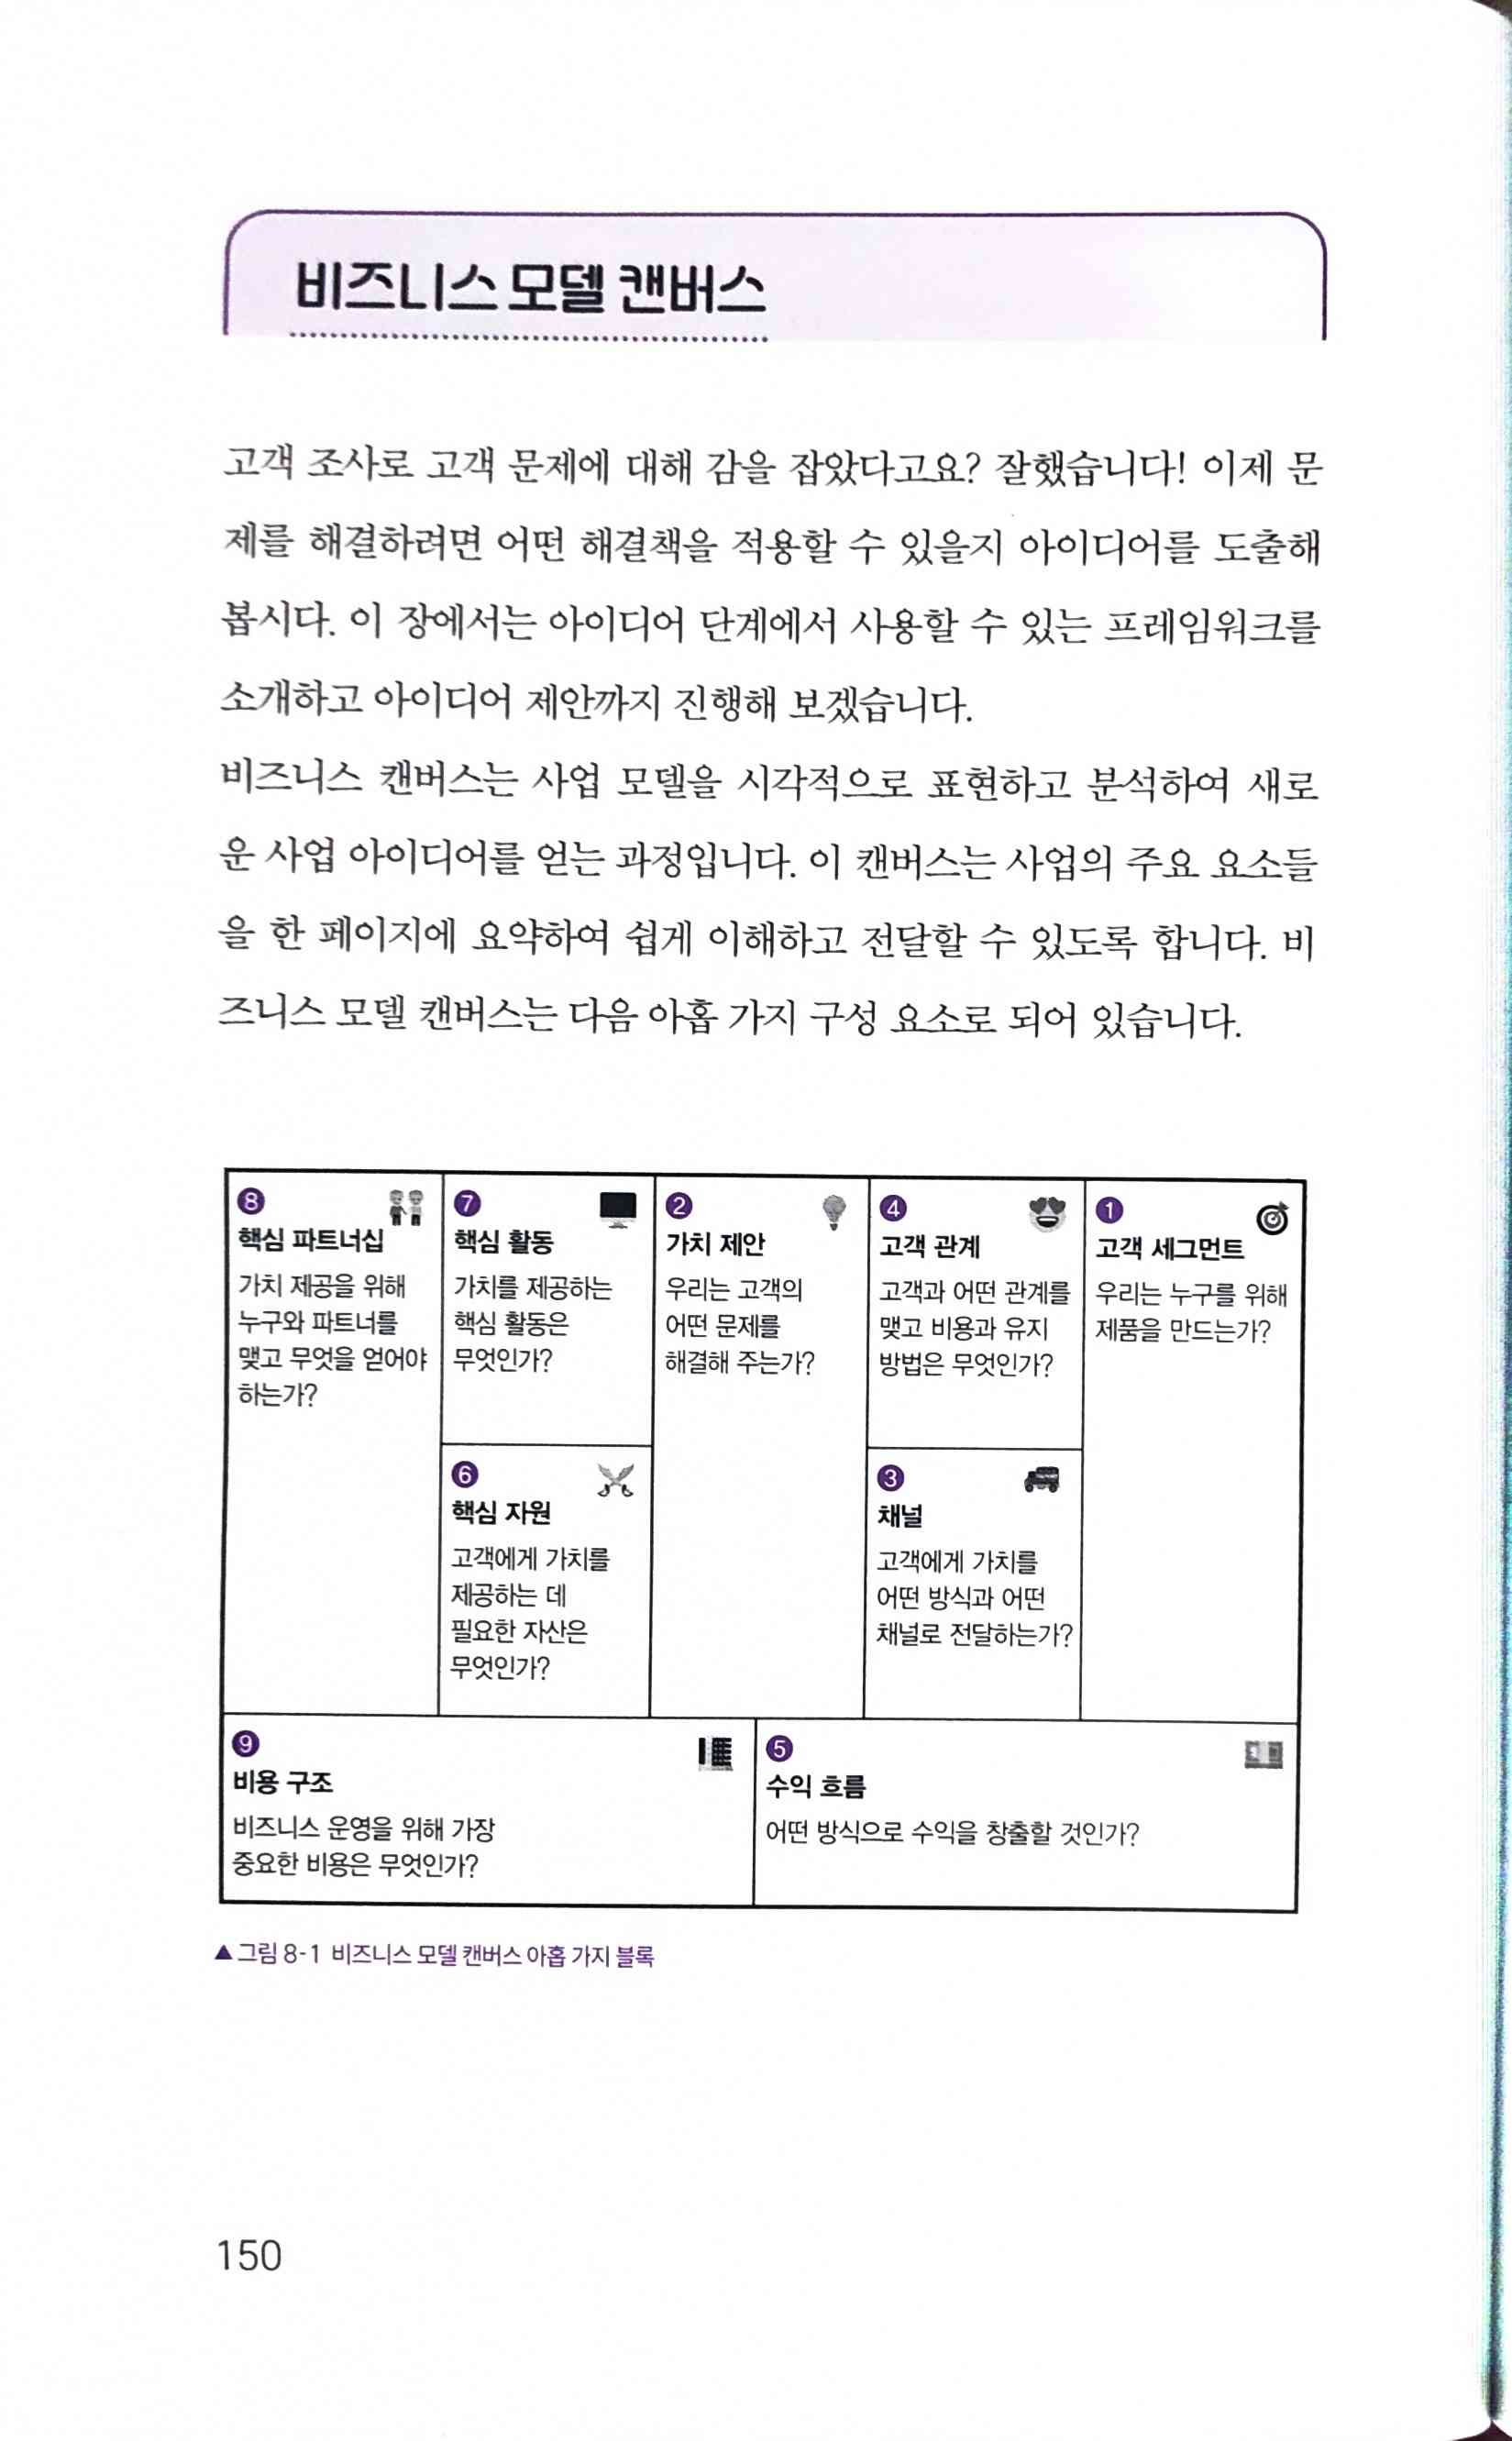 비즈니스 모델 캔버스
고객 조사로 고객 문제에 대해 감을 잡았다고요? 잘했습니다! 이제 문
제를 해결하려면 어떤 해결책을 적용할 수 있을지 아이디어를 도출해
봅시다. 이 장에서는 아이디어 단계에서 사용할 수 있는 프레임워크를
소개하고 아이디어 제안까지 진행해 보겠습니다.
비즈니스 캔버스는 사업 모델을 시각적으로 표현하고 분석하여 새로
운 사업 아이디어를 얻는 과정입니다. 이 캔버스는 사업의 주요 요소들
을 한 페이지에 요약하여 쉽게 이해하고 전달할 수 있도록 합니다. 비
즈니스 모델 캔버스는 다음 아홉 가지 구성 요소로 되어 있습니다.
8
핵심 파트너십
가치 제공을 위해
누구와 파트너를
맺고 무엇을 얻어야
하는가?
7
핵심 활동
가치를 제공하는
핵심 활동은
무엇인가?
6
핵심 자원
고객에게 가치를
제공하는 데
필요한 자산은
무엇인가?
2
가치 제안
우리는 고객의
어떤 문제를
해결해 주는가?
4
고객 관계
고객과 어떤 관계를
맺고 비용과 유지
방법은 무엇인가?
3
채널
고객에게 가치를
어떤 방식과 어떤
채널로 전달하는가?
1
고객 세그먼트
우리는 누구를 위해
제품을 만드는가?
9
비용 구조
비즈니스 운영을 위해 가장
중요한 비용은 무엇인가?
5
수익 흐름
어떤 방식으로 수익을 창출할 것인가?
▲ 그림 8-1 비즈니스 모델 캔버스 아홉 가지 블록
150